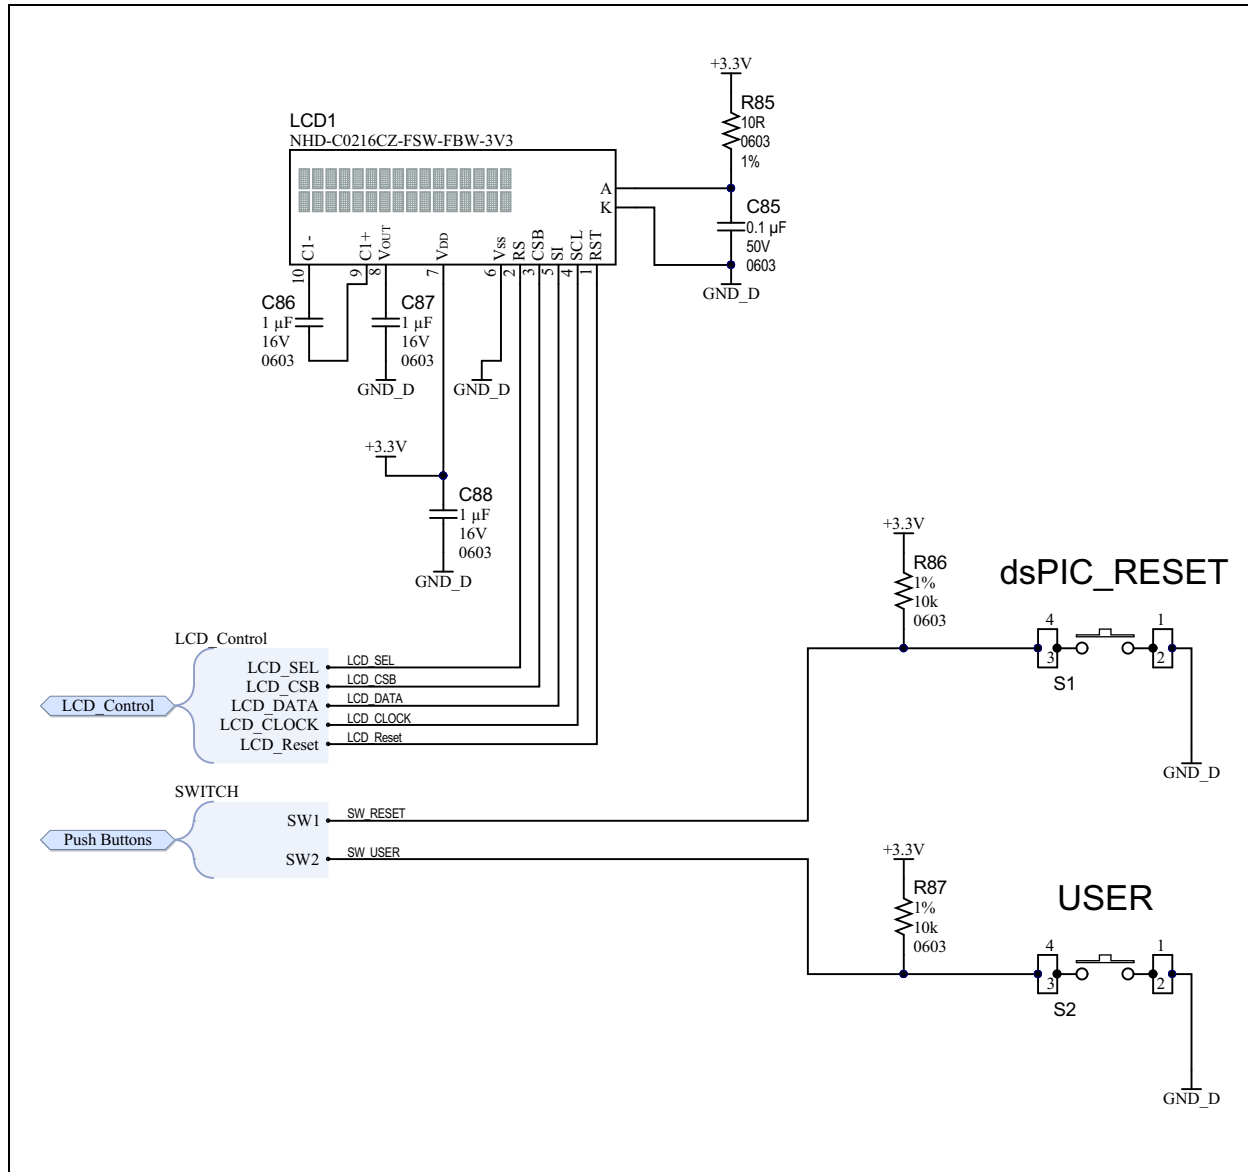 +3.3V
R85
10R
0603
1%
LCD1
NHD-C0216CZ-FSW-FBW-3V3
A
K
C85
0.1 µF
50V
0603
GND_D
C1-
C1+
VOUT
VDD
VSS
RS
CSB
SI
SCL
RST
10
9
8
7
6
2
3
5
4
1
C86
1 µF
16V
0603
C87
1 µF
16V
0603
GND_D
GND_D
+3.3V
C88
1 µF
16V
0603
GND_D
+3.3V
R86
1%
10k
0603
dsPIC_RESET
4
3
1
2
S1
GND_D
LCD_Control
LCD_Control
LCD_SEL LCD_SEL
LCD_CSB LCD_CSB
LCD_DATA LCD_DATA
LCD_CLOCK LCD_CLOCK
LCD_Reset LCD_Reset
SWITCH
Push Buttons
SW1 SW_RESET
SW2 SW_USER
+3.3V
R87
1%
10k
0603
USER
4
3
1
2
S2
GND_D